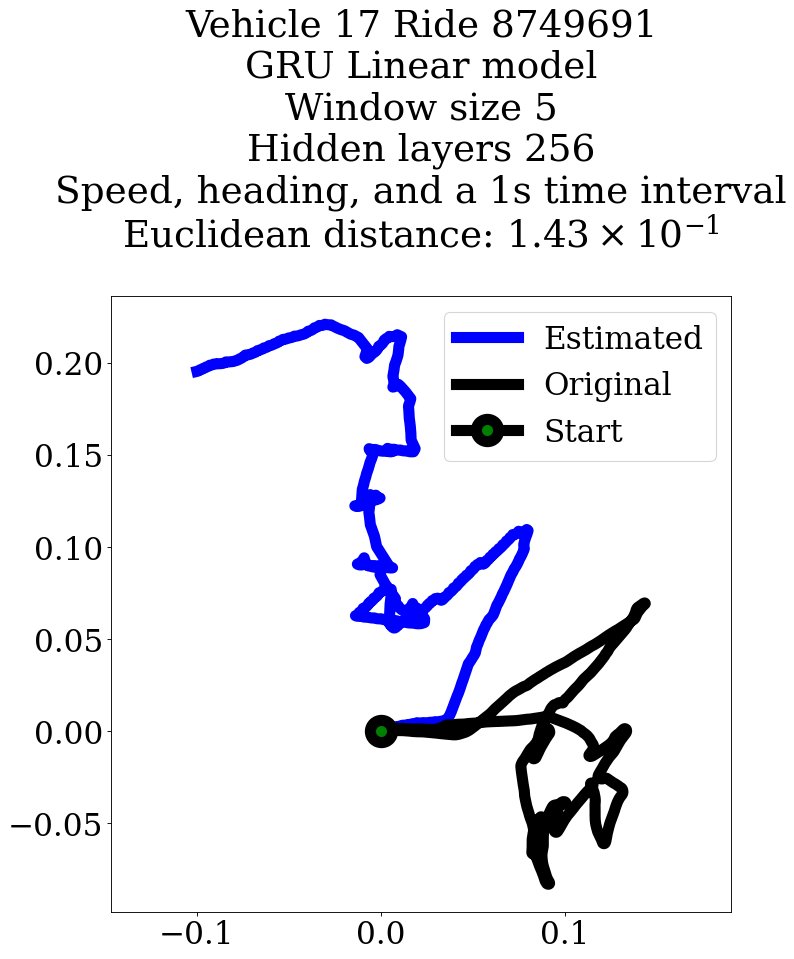 Vehicle 17 Ride 8749691
GRU Linear model
Window size 5
Hidden layers 256
Speed, heading, and a 1s time interval
Euclidean distance: 1.43 × 10⁻¹
Estimated
Original
Start
0.20
0.15
0.10
0.05
0.00
−0.05
−0.1
0.0
0.1